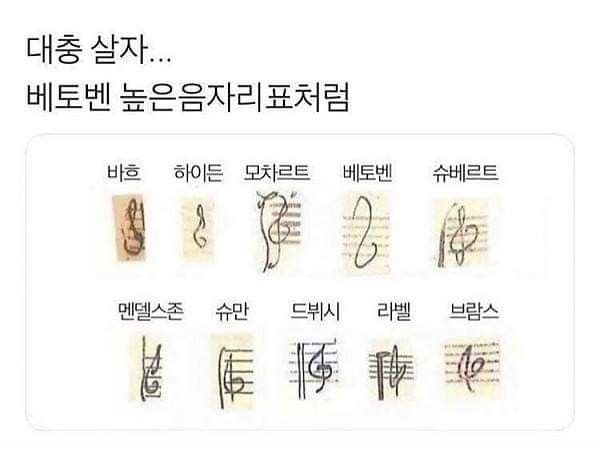 대충 살자...
베토벤 높은음자리표처럼
바흐 하이든 모차르트 베토벤 슈베르트
멘델스존 슈만 드뷔시 라벨 브람스